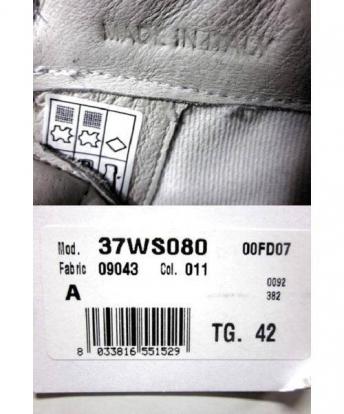 MADE IN ITALY
Mod. 37WS080 00FD07
Fabric 09043 Col. 011
0092
A 382
TG. 42
8 033816 551529